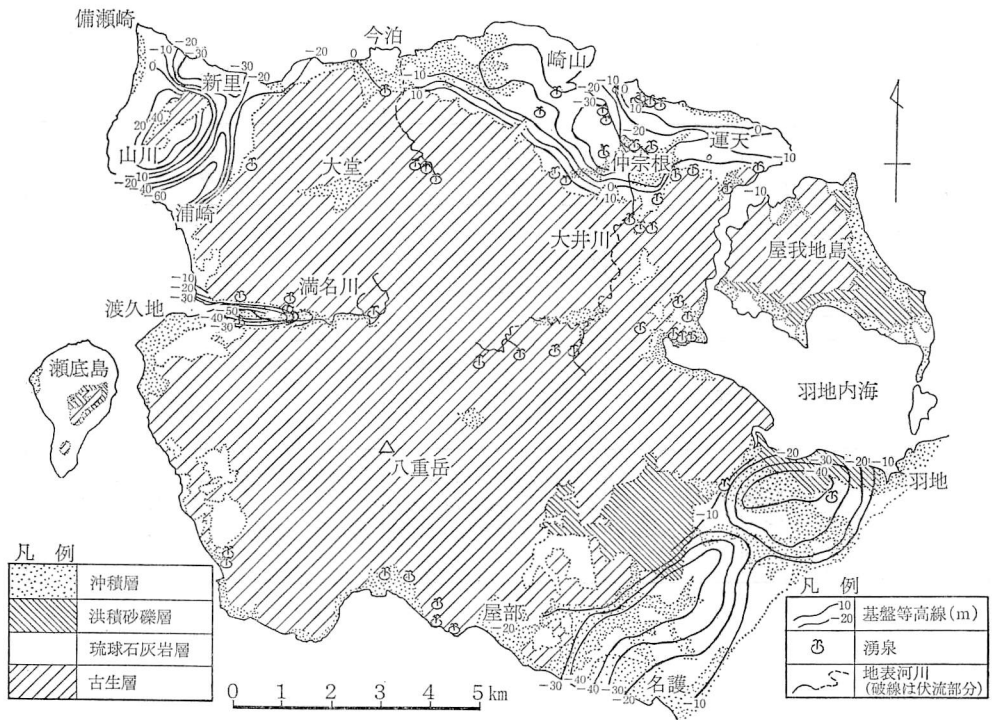 備瀬崎
今泊
崎山
新里
運天
山川
大堂
仲宗根
浦崎
大井川
屋我地島
満名川
渡久地
瀬底島
羽地内海
八重岳
羽地
屋部
名護
凡 例
沖積層
洪積砂礫層
琉球石灰岩層
古生層
0 1 2 3 4 5km
凡 例
-10
-20
基盤等高線(m)
湧泉
地表河川
(破線は伏流部分)